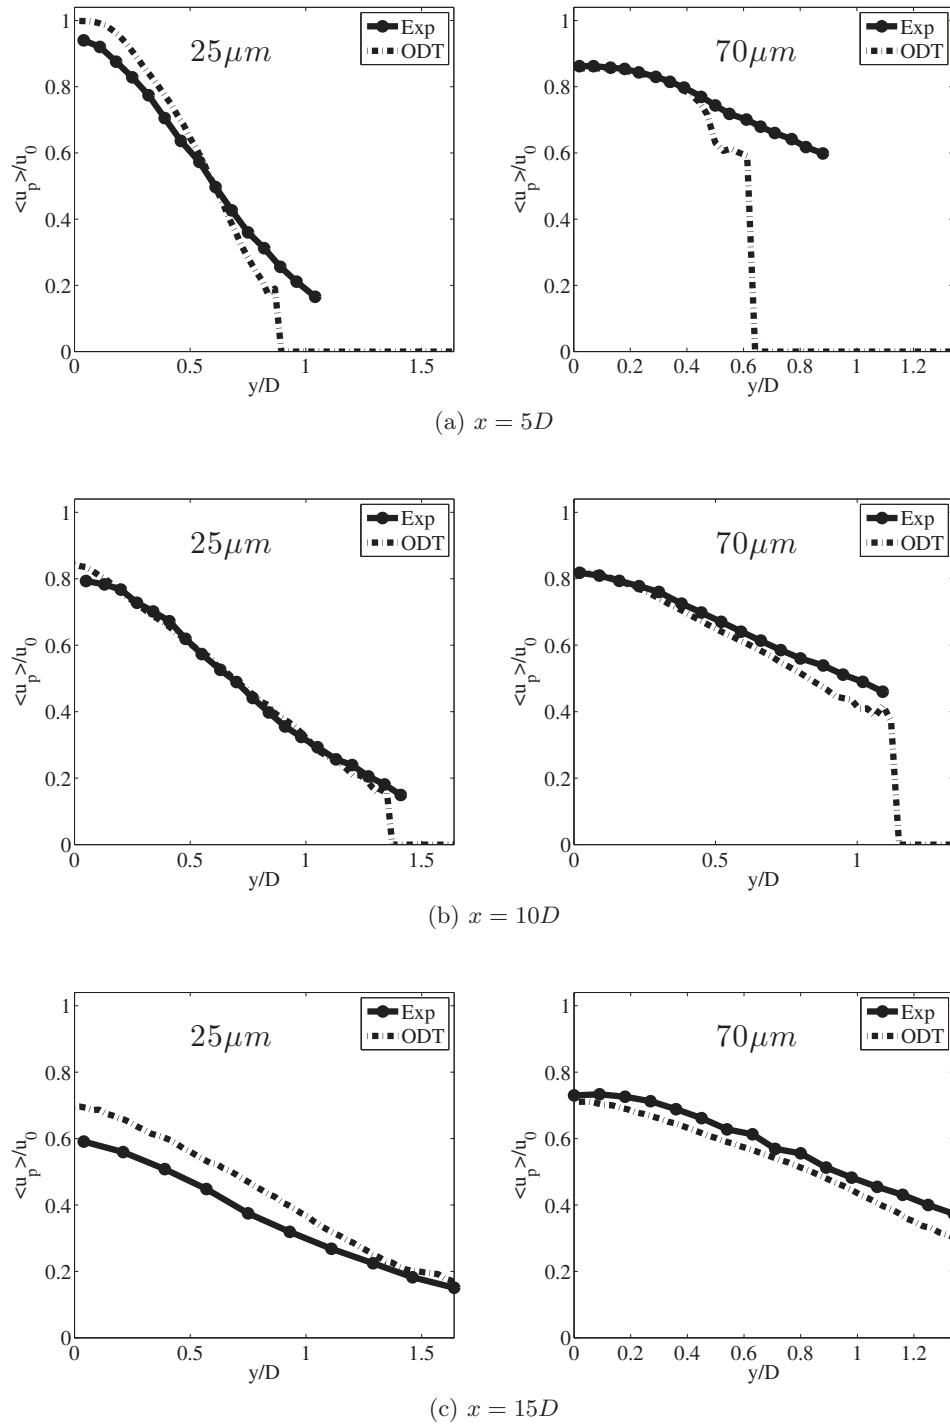 25μm
Exp
ODT
<u_p>/u_0
1
0.8
0.6
0.4
0.2
0
0 0.5 1 1.5
y/D
70μm
Exp
ODT
<u_p>/u_0
1
0.8
0.6
0.4
0.2
0
0 0.2 0.4 0.6 0.8 1 1.2
y/D
(a) x = 5D
25μm
Exp
ODT
<u_p>/u_0
1
0.8
0.6
0.4
0.2
0
0 0.5 1 1.5
y/D
70μm
Exp
ODT
<u_p>/u_0
1
0.8
0.6
0.4
0.2
0
0 0.5 1
y/D
(b) x = 10D
25μm
Exp
ODT
<u_p>/u_0
1
0.8
0.6
0.4
0.2
0
0 0.5 1 1.5
y/D
70μm
Exp
ODT
<u_p>/u_0
1
0.8
0.6
0.4
0.2
0
0 0.2 0.4 0.6 0.8 1 1.2
y/D
(c) x = 15D